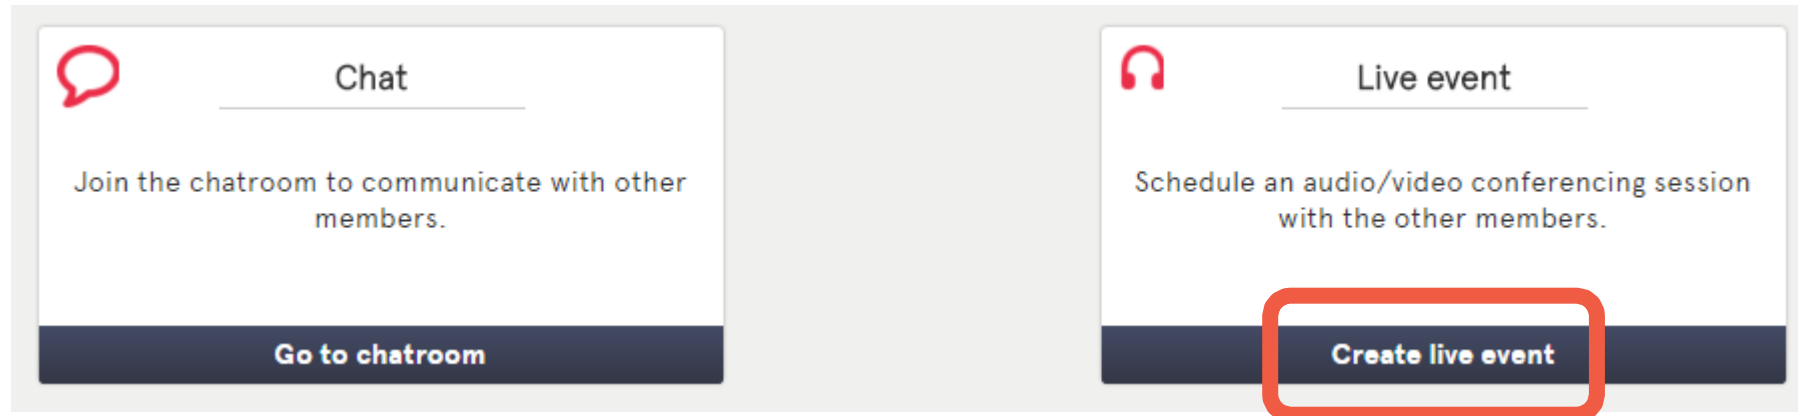 Chat
Join the chatroom to communicate with other
members.
Go to chatroom
Live event
Schedule an audio/video conferencing session
with the other members.
Create live event